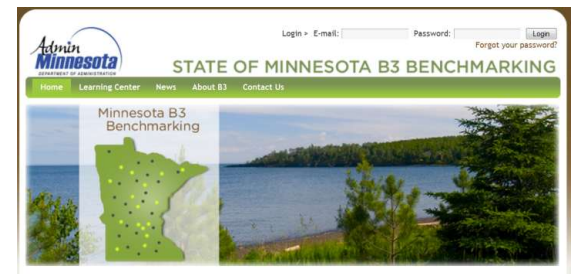 Login > E-mail: Password: Login
Forgot your password?
Admin
Minnesota
DEPARTMENT OF ADMINISTRATION
STATE OF MINNESOTA B3 BENCHMARKING
Home Learning Center News About B3 Contact Us
Minnesota B3
Benchmarking